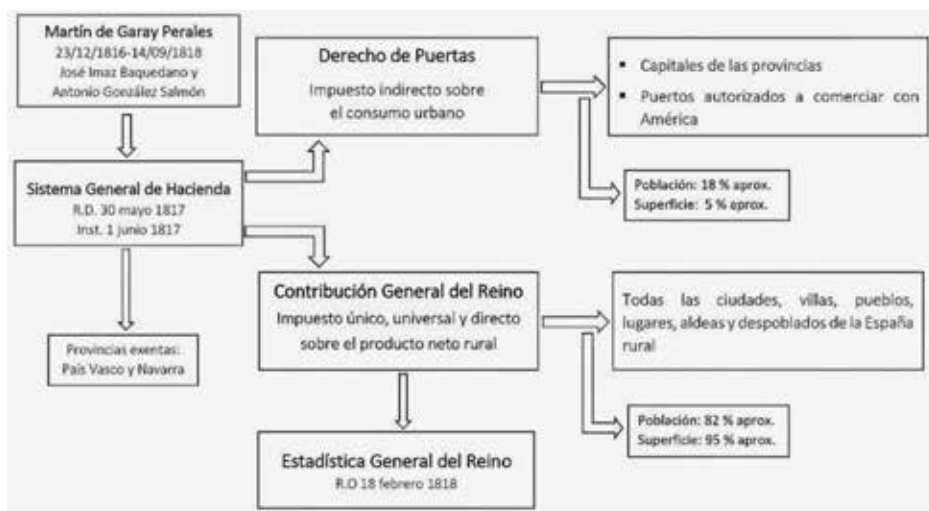 Martín de Garay Perales
23/12/1816-14/09/1818
José Imaz Baquedano y
Antonio González Salmón
Sistema General de Hacienda
R.D. 30 mayo 1817
Inst. 1 junio 1817
Provincias exentas:
País Vasco y Navarra
Derecho de Puertas
Impuesto indirecto sobre
el consumo urbano
▪ Capitales de las provincias
▪ Puertos autorizados a comerciar con
América
Población: 18 % aprox.
Superficie: 5 % aprox.
Contribución General del Reino
Impuesto único, universal y directo
sobre el producto neto rural
Todas las ciudades, villas, pueblos,
lugares, aldeas y despoblados de la España
rural
Población: 82 % aprox.
Superficie: 95 % aprox.
Estadística General del Reino
R.O 18 febrero 1818